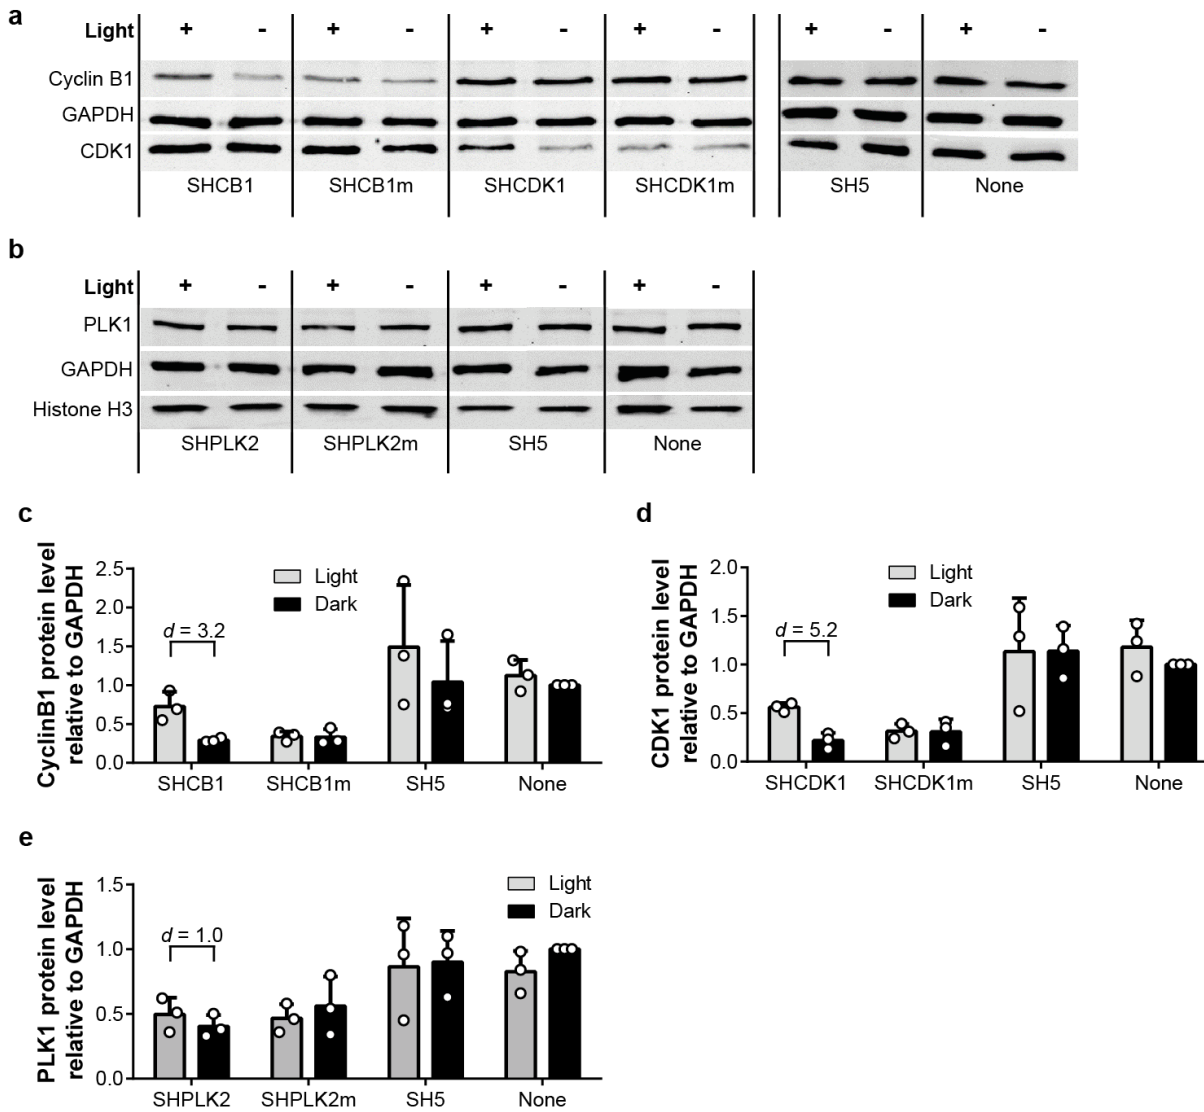 a
Light + - + - + - + - + - + -
Cyclin B1
GAPDH
CDK1
SHCB1 SHCB1m SHCDK1 SHCDK1m SH5 None
b
Light + - + - + - + -
PLK1
GAPDH
Histone H3
SHPLK2 SHPLK2m SH5 None
c
CyclinB1 protein level
relative to GAPDH
2.5
2.0
1.5
1.0
0.5
0.0
Light
Dark
d = 3.2
SHCB1 SHCB1m SH5 None
d
CDK1 protein level
relative to GAPDH
2.0
1.5
1.0
0.5
0.0
Light
Dark
d = 5.2
SHCDK1 SHCDK1m SH5 None
e
PLK1 protein level
relative to GAPDH
1.5
1.0
0.5
0.0
Light
Dark
d = 1.0
SHPLK2 SHPLK2m SH5 None